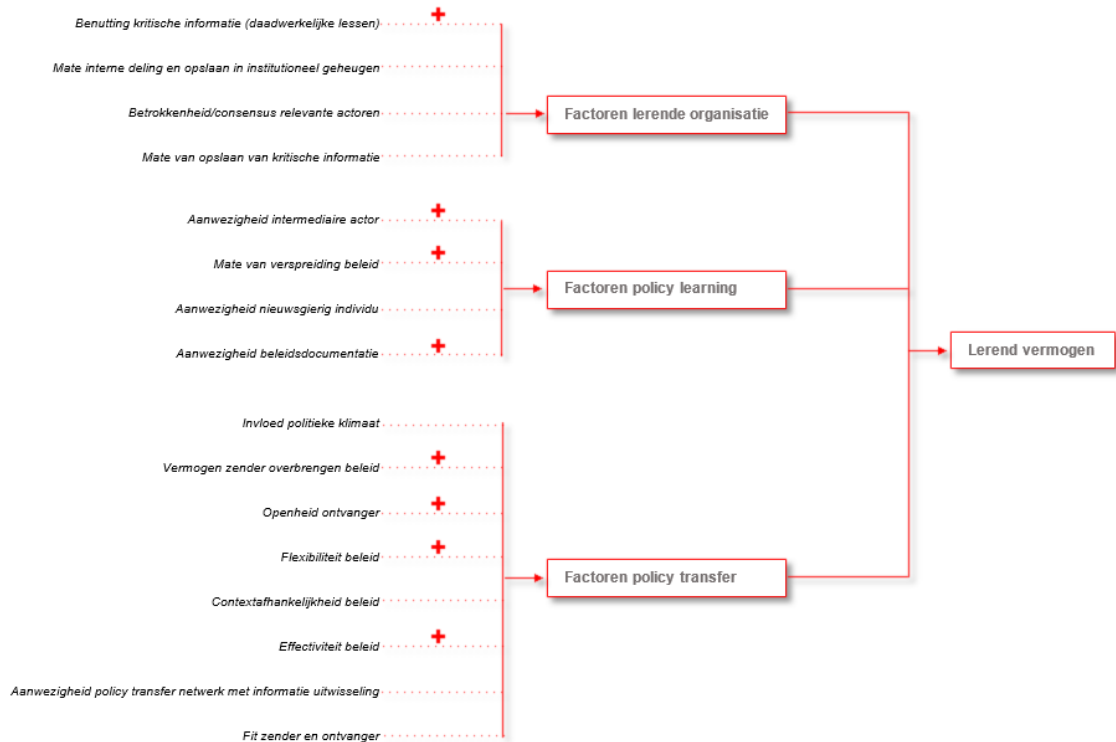 Benutting kritische informatie (daadwerkelijke lessen)
Mate interne deling en opslaan in institutioneel geheugen
Betrokkenheid/consensus relevante actoren
Mate van opslaan van kritische informatie
Factoren lerende organisatie
Aanwezigheid intermediaire actor
Mate van verspreiding beleid
Aanwezigheid nieuwsgierig individu
Aanwezigheid beleidsdocumentatie
Factoren policy learning
Invloed politieke klimaat
Vermogen zender overbrengen beleid
Openheid ontvanger
Flexibiliteit beleid
Contextafhankelijkheid beleid
Effectiviteit beleid
Aanwezigheid policy transfer netwerk met informatie uitwisseling
Fit zender en ontvanger
Factoren policy transfer
Lerend vermogen